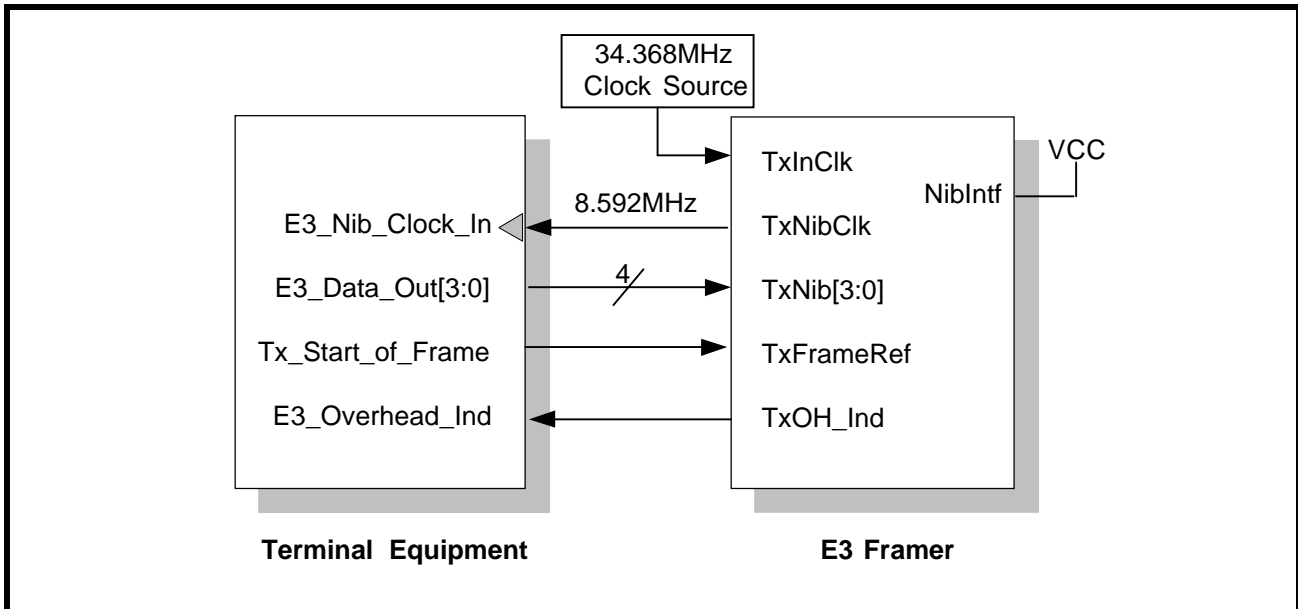 34.368MHz
Clock Source
VCC
TxInClk
NibIntf
8.592MHz
E3_Nib_Clock_In
TxNibClk
E3_Data_Out[3:0]
4
TxNib[3:0]
Tx_Start_of_Frame
TxFrameRef
E3_Overhead_Ind
TxOH_Ind
Terminal Equipment
E3 Framer